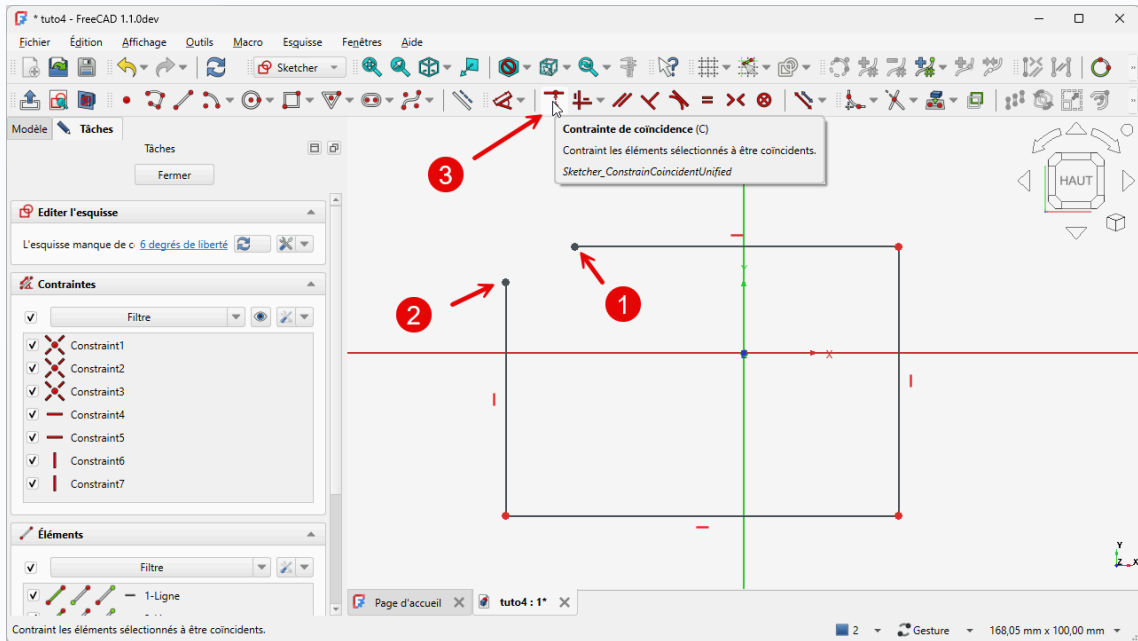 * tuto4 - FreeCAD 1.1.0dev
Fichier Édition Affichage Outils Macro Esquisse Fenêtres Aide
Sketcher
Modèle Tâches
Tâches
Fermer
Editer l'esquisse
L'esquisse manque de c 6 degrés de liberté
Contraintes
Filtre
Constraint1
Constraint2
Constraint3
Constraint4
Constraint5
Constraint6
Constraint7
Éléments
Filtre
1-Ligne
Contrainte de coïncidence (C)
Contraint les éléments sélectionnés à être coïncidents.
Sketcher_ConstrainCoincidentUnified
3
HAUT
1
2
Y
X
Y
Z X
Page d'accueil
tuto4 : 1*
Contraint les éléments sélectionnés à être coïncidents.
2 Gesture 168,05 mm x 100,00 mm